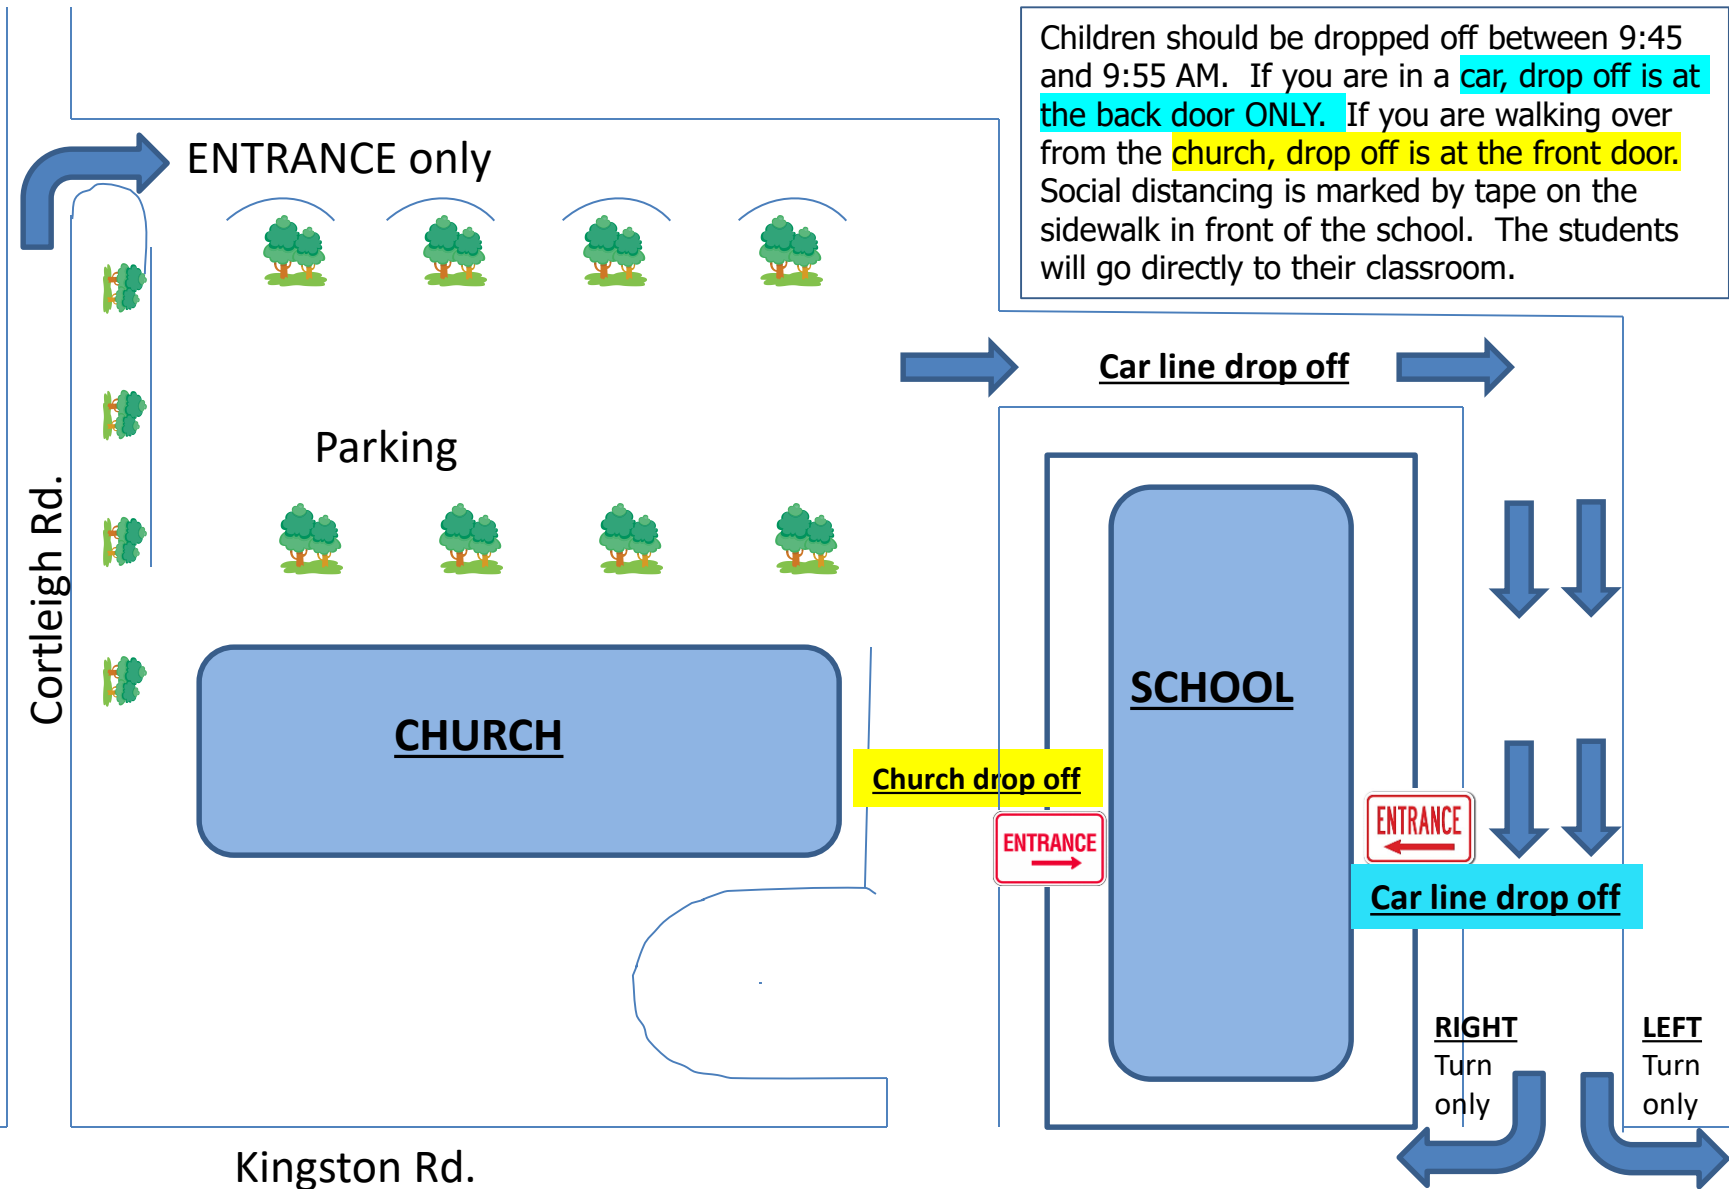 Children should be dropped off between 9:45
and 9:55 AM. If you are in a car, drop off is at
the back door ONLY. If you are walking over
from the church, drop off is at the front door.
Social distancing is marked by tape on the
sidewalk in front of the school. The students
will go directly to their classroom.
ENTRANCE only
Car line drop off
Parking
Cortleigh Rd.
SCHOOL
CHURCH
Church drop off
ENTRANCE
ENTRANCE
Car line drop off
RIGHT
Turn
only
LEFT
Turn
only
Kingston Rd.